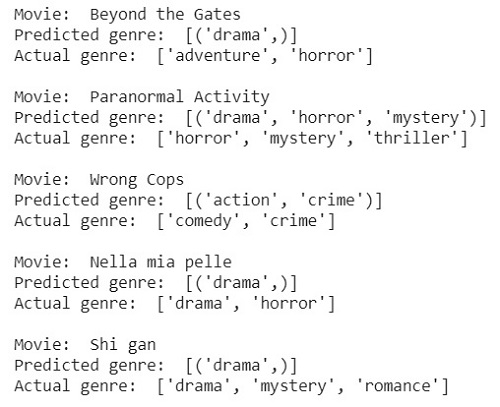 Movie:  Beyond the Gates
Predicted genre:  [('drama',)]
Actual genre:  ['adventure', 'horror']
Movie:  Paranormal Activity
Predicted genre:  [('drama', 'horror', 'mystery')]
Actual genre:  ['horror', 'mystery', 'thriller']
Movie:  Wrong Cops
Predicted genre:  [('action', 'crime')]
Actual genre:  ['comedy', 'crime']
Movie:  Nella mia pelle
Predicted genre:  [('drama',)]
Actual genre:  ['drama', 'horror']
Movie:  Shi gan
Predicted genre:  [('drama',)]
Actual genre:  ['drama', 'mystery', 'romance']